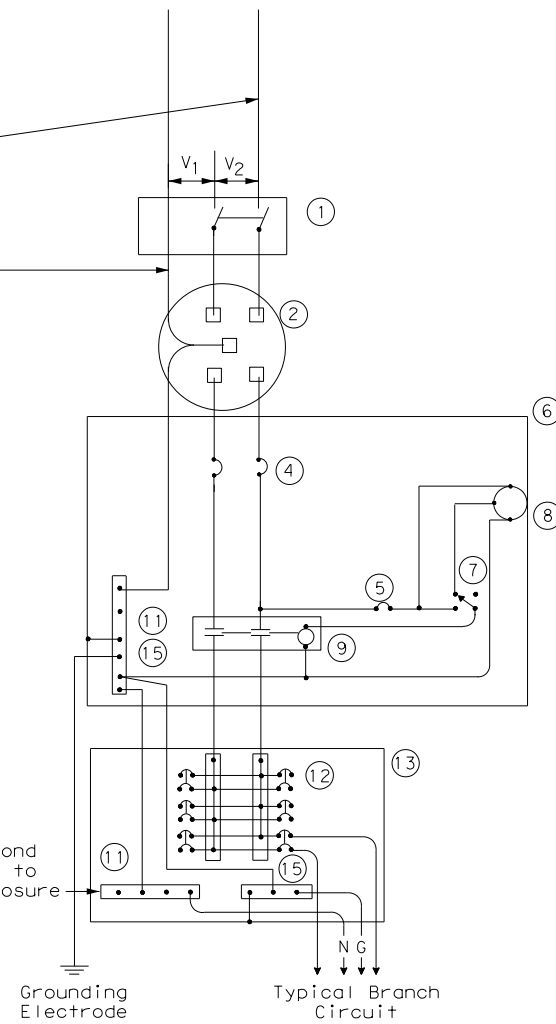 V1
V2
1
2
6
4
8
7
5
11
9
15
13
12
ond
11
to
15
osure
N G
Grounding
Electrode
Typical Branch
Circuit